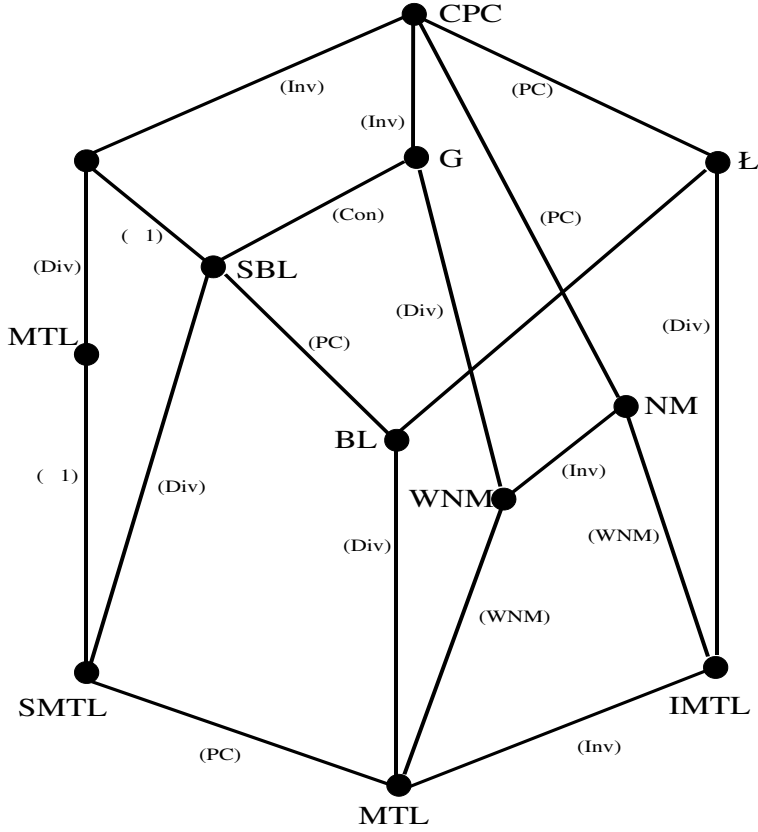 CPC
(Inv)
(PC)
(Inv)
G
Ł
(Con)
(PC)
( 1)
(Div)
SBL
(Div)
(Div)
MTL
(PC)
NM
BL
(Inv)
( 1)
(Div)
WNM
(WNM)
(Div)
(WNM)
SMTL
IMTL
(PC)
(Inv)
MTL